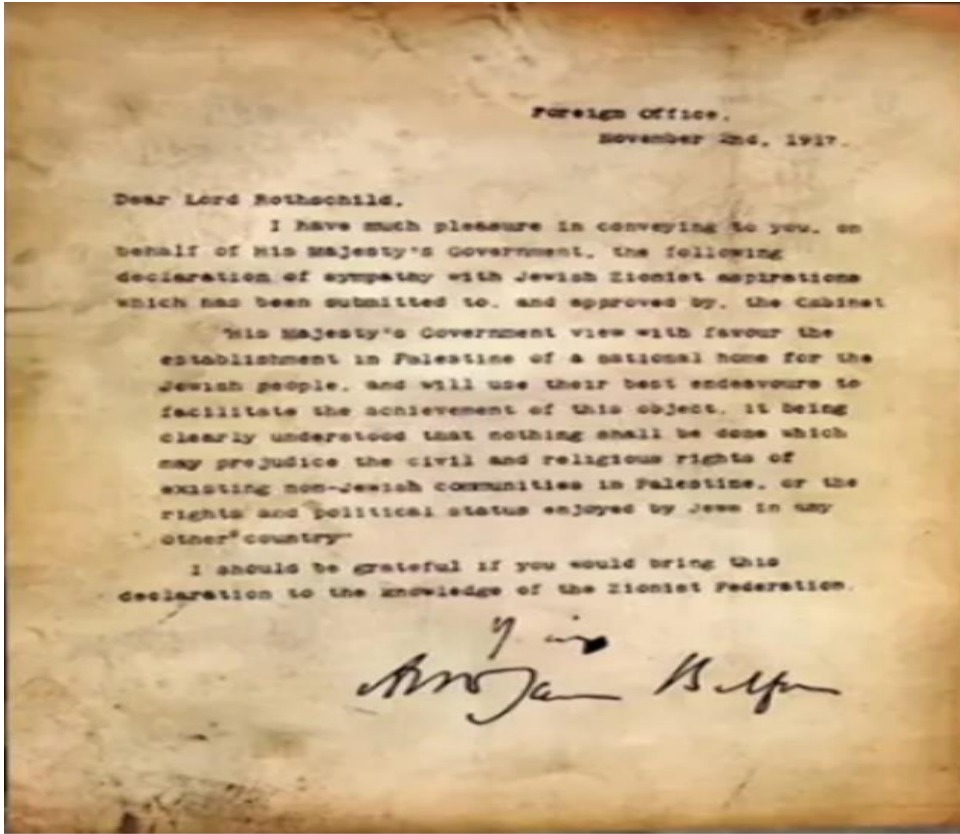 Foreign Office,
November 2nd, 1917.
Dear Lord Rothschild,
I have much pleasure in conveying to you, on
behalf of His Majesty's Government, the following
declaration of sympathy with Jewish Zionist aspirations
which has been submitted to, and approved by, the Cabinet
"His Majesty's Government view with favour the
establishment in Palestine of a national home for the
Jewish people, and will use their best endeavours to
facilitate the achievement of this object, it being
clearly understood that nothing shall be done which
may prejudice the civil and religious rights of
existing non-Jewish communities in Palestine, or the
rights and political status enjoyed by Jews in any
other country"
I should be grateful if you would bring this
declaration to the knowledge of the Zionist Federation.